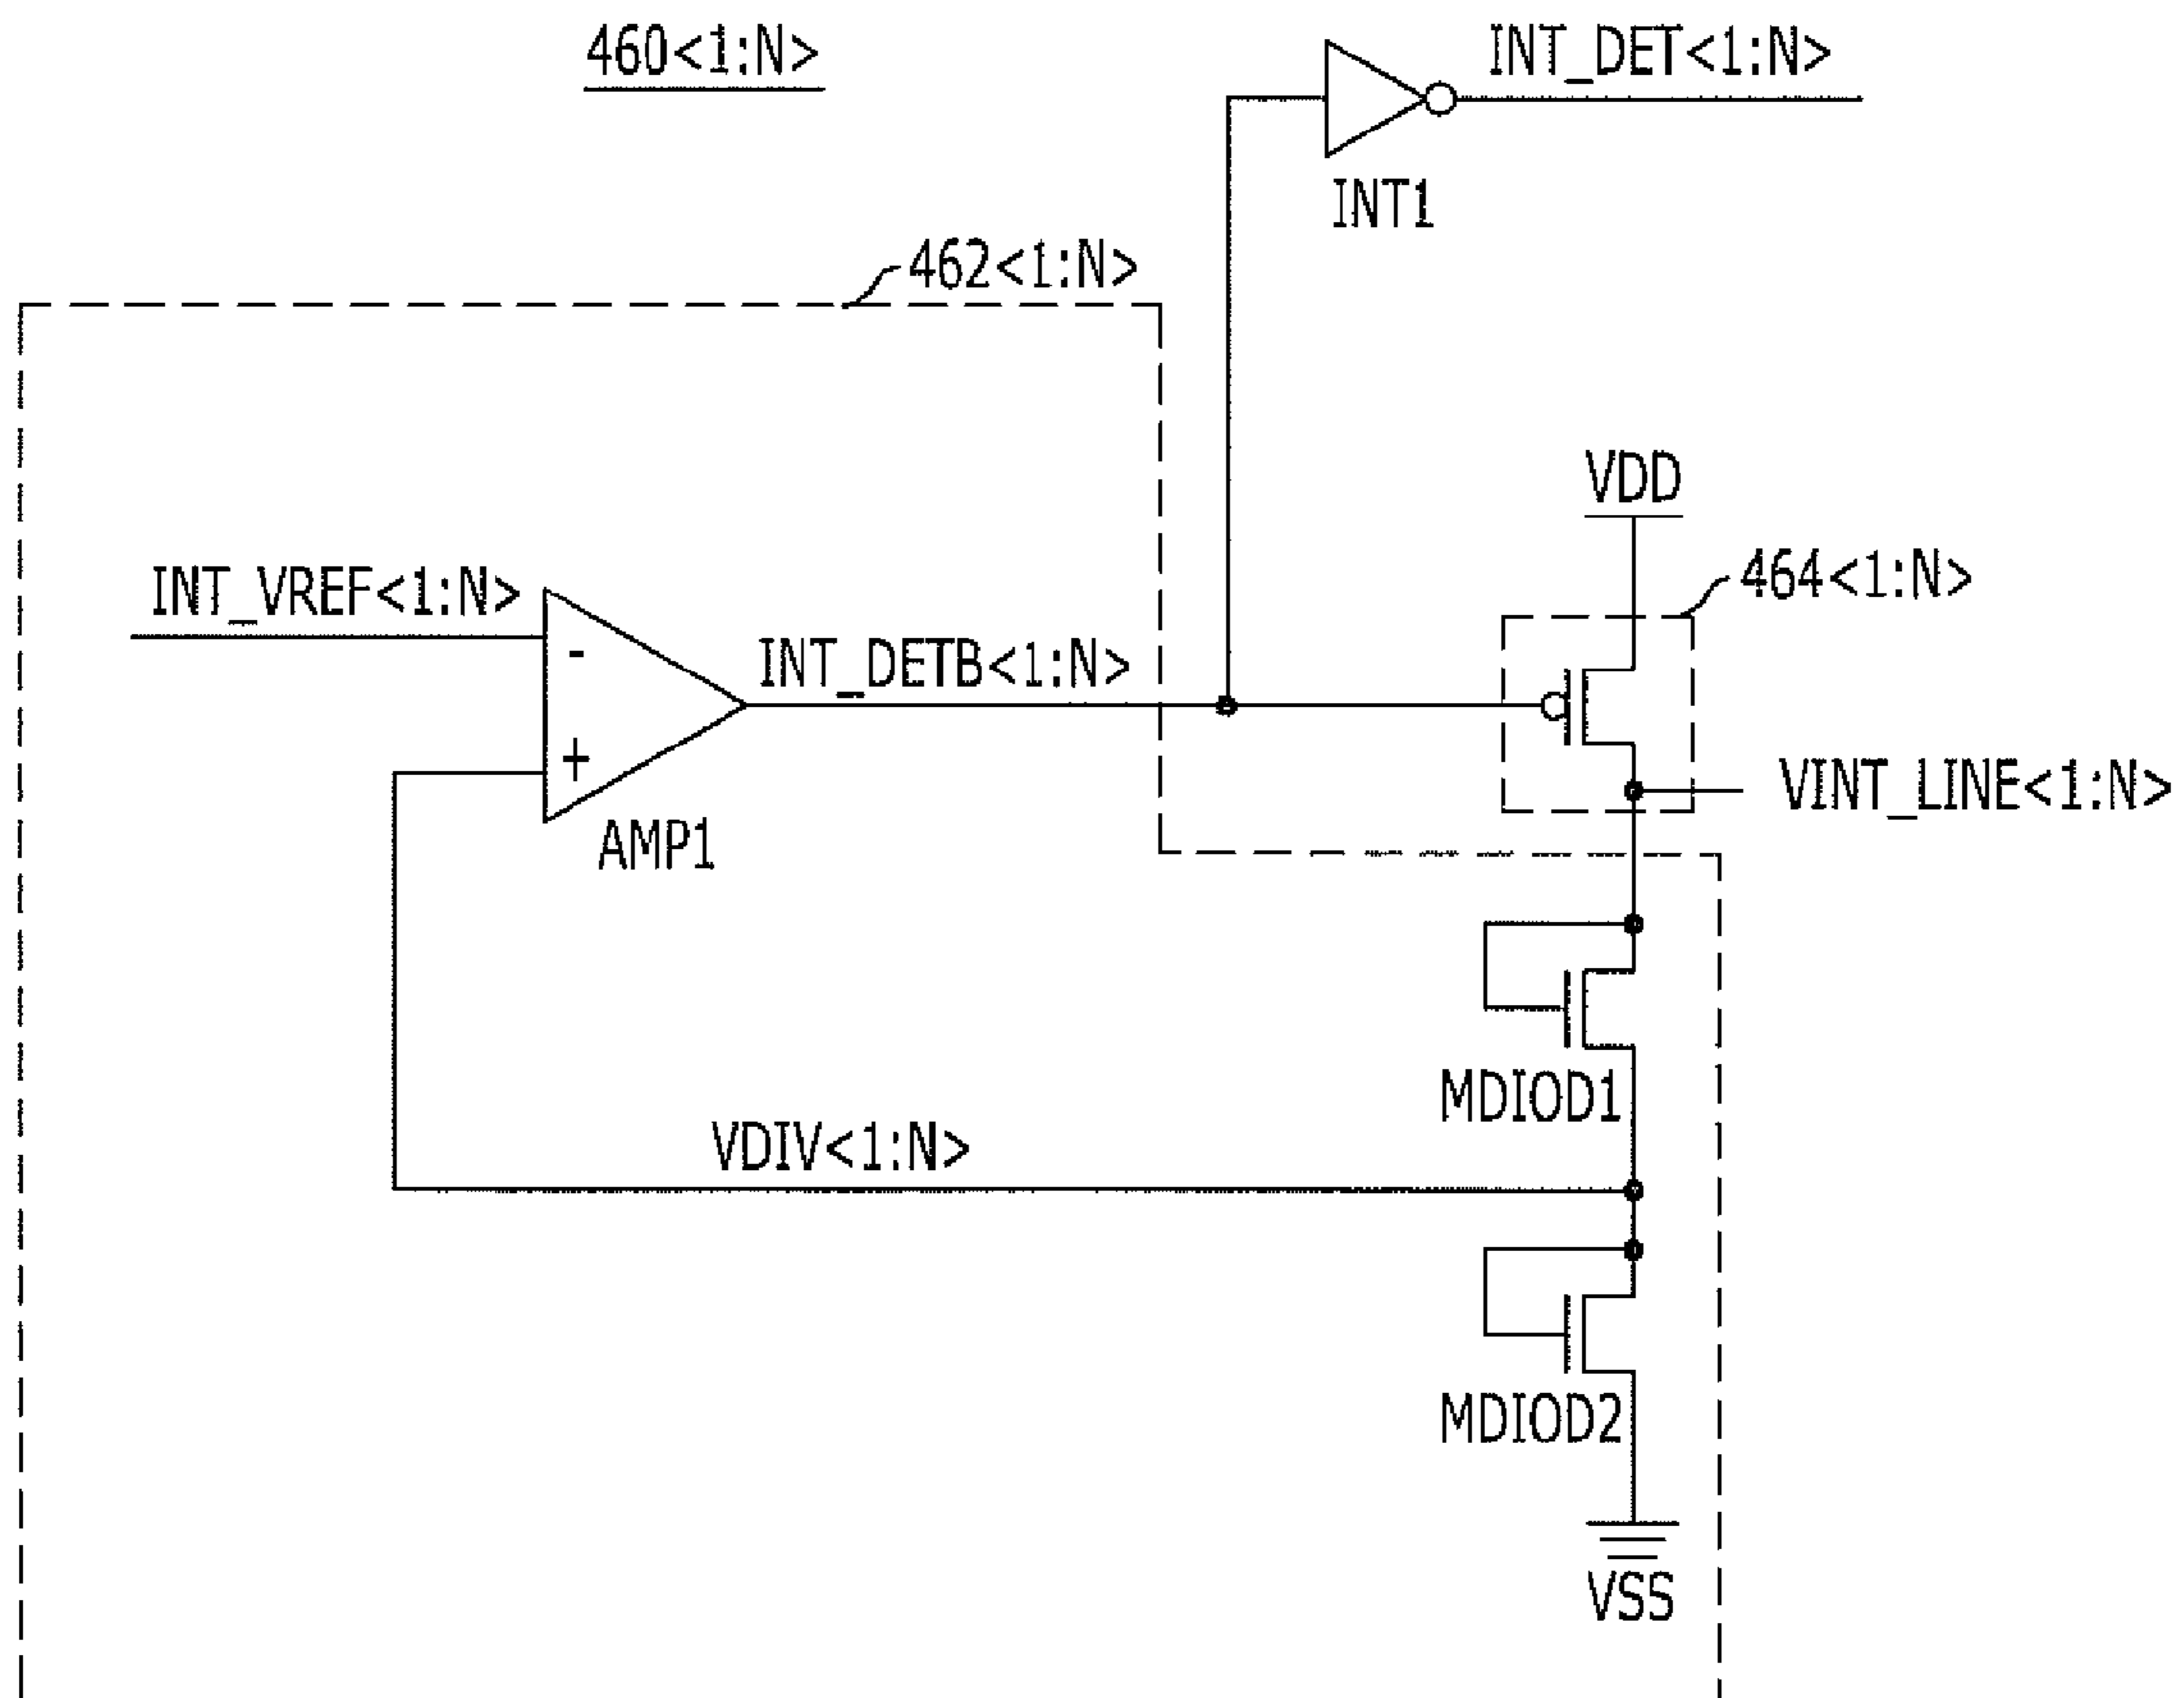 460<1:N>
INT_DET<1:N>
INT1
462<1:N>
VDD
464<1:N>
INT_VREF<1:N>
-
INT_DETB<1:N>
+
VINT_LINE<1:N>
AMP1
MDIOD1
VDIV<1:N>
MDIOD2
VSS